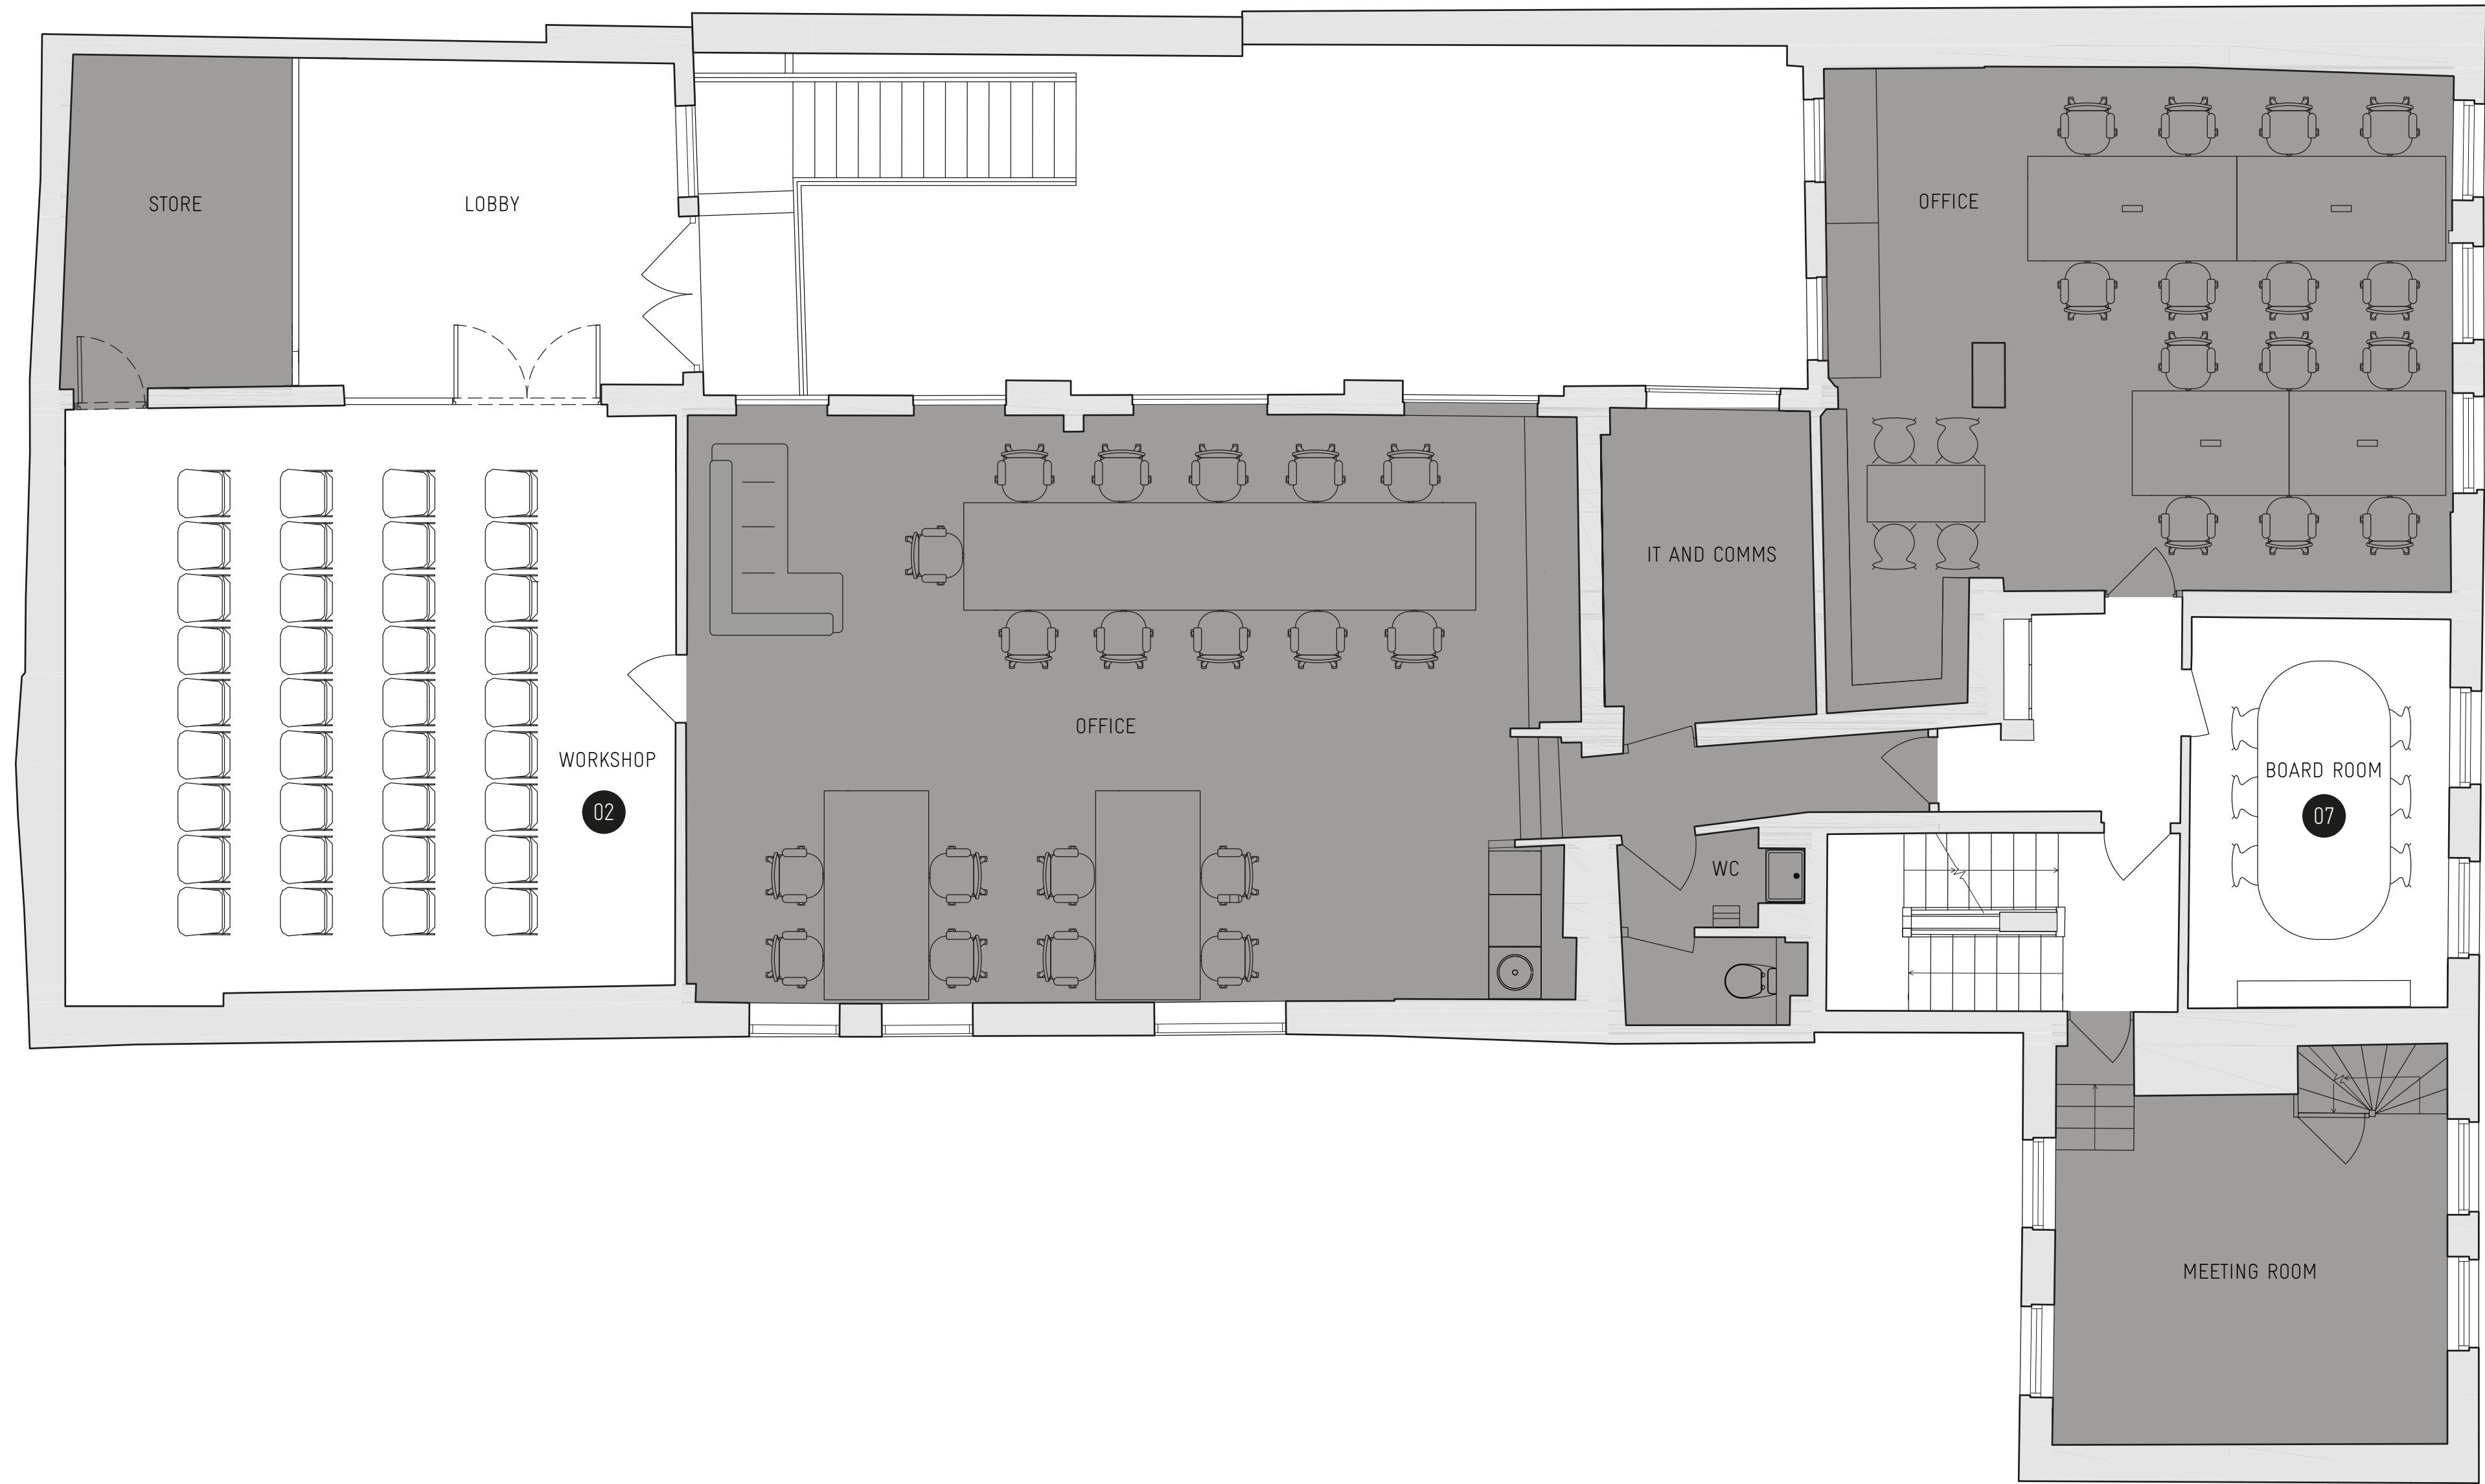 STORE
LOBBY
OFFICE
IT AND COMMS
OFFICE
WORKSHOP
02
BOARD ROOM
07
WC
MEETING ROOM